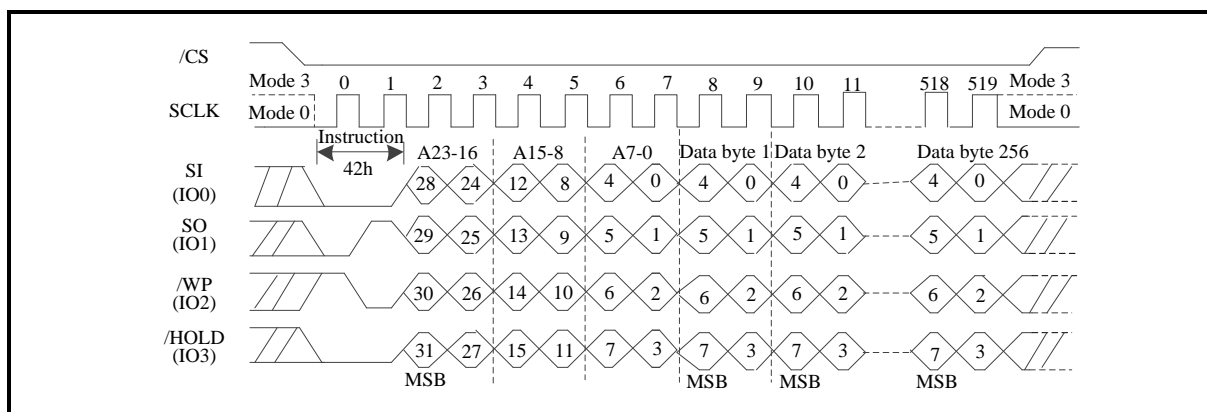 /CS
Mode 3 0 1 2 3 4 5 6 7 8 9 10 11 518 519 Mode 3
SCLK Mode 0 Mode 0
Instruction A23-16 A15-8 A7-0 Data byte 1 Data byte 2 Data byte 256
42h
SI
(IO0) 28 24 12 8 4 0 4 0 4 0 4 0
SO
(IO1) 29 25 13 9 5 1 5 1 5 1 5 1
/WP
(IO2) 30 26 14 10 6 2 6 2 6 2 6 2
/HOLD
(IO3) 31 27 15 11 7 3 7 3 7 3 7 3
MSB MSB MSB MSB